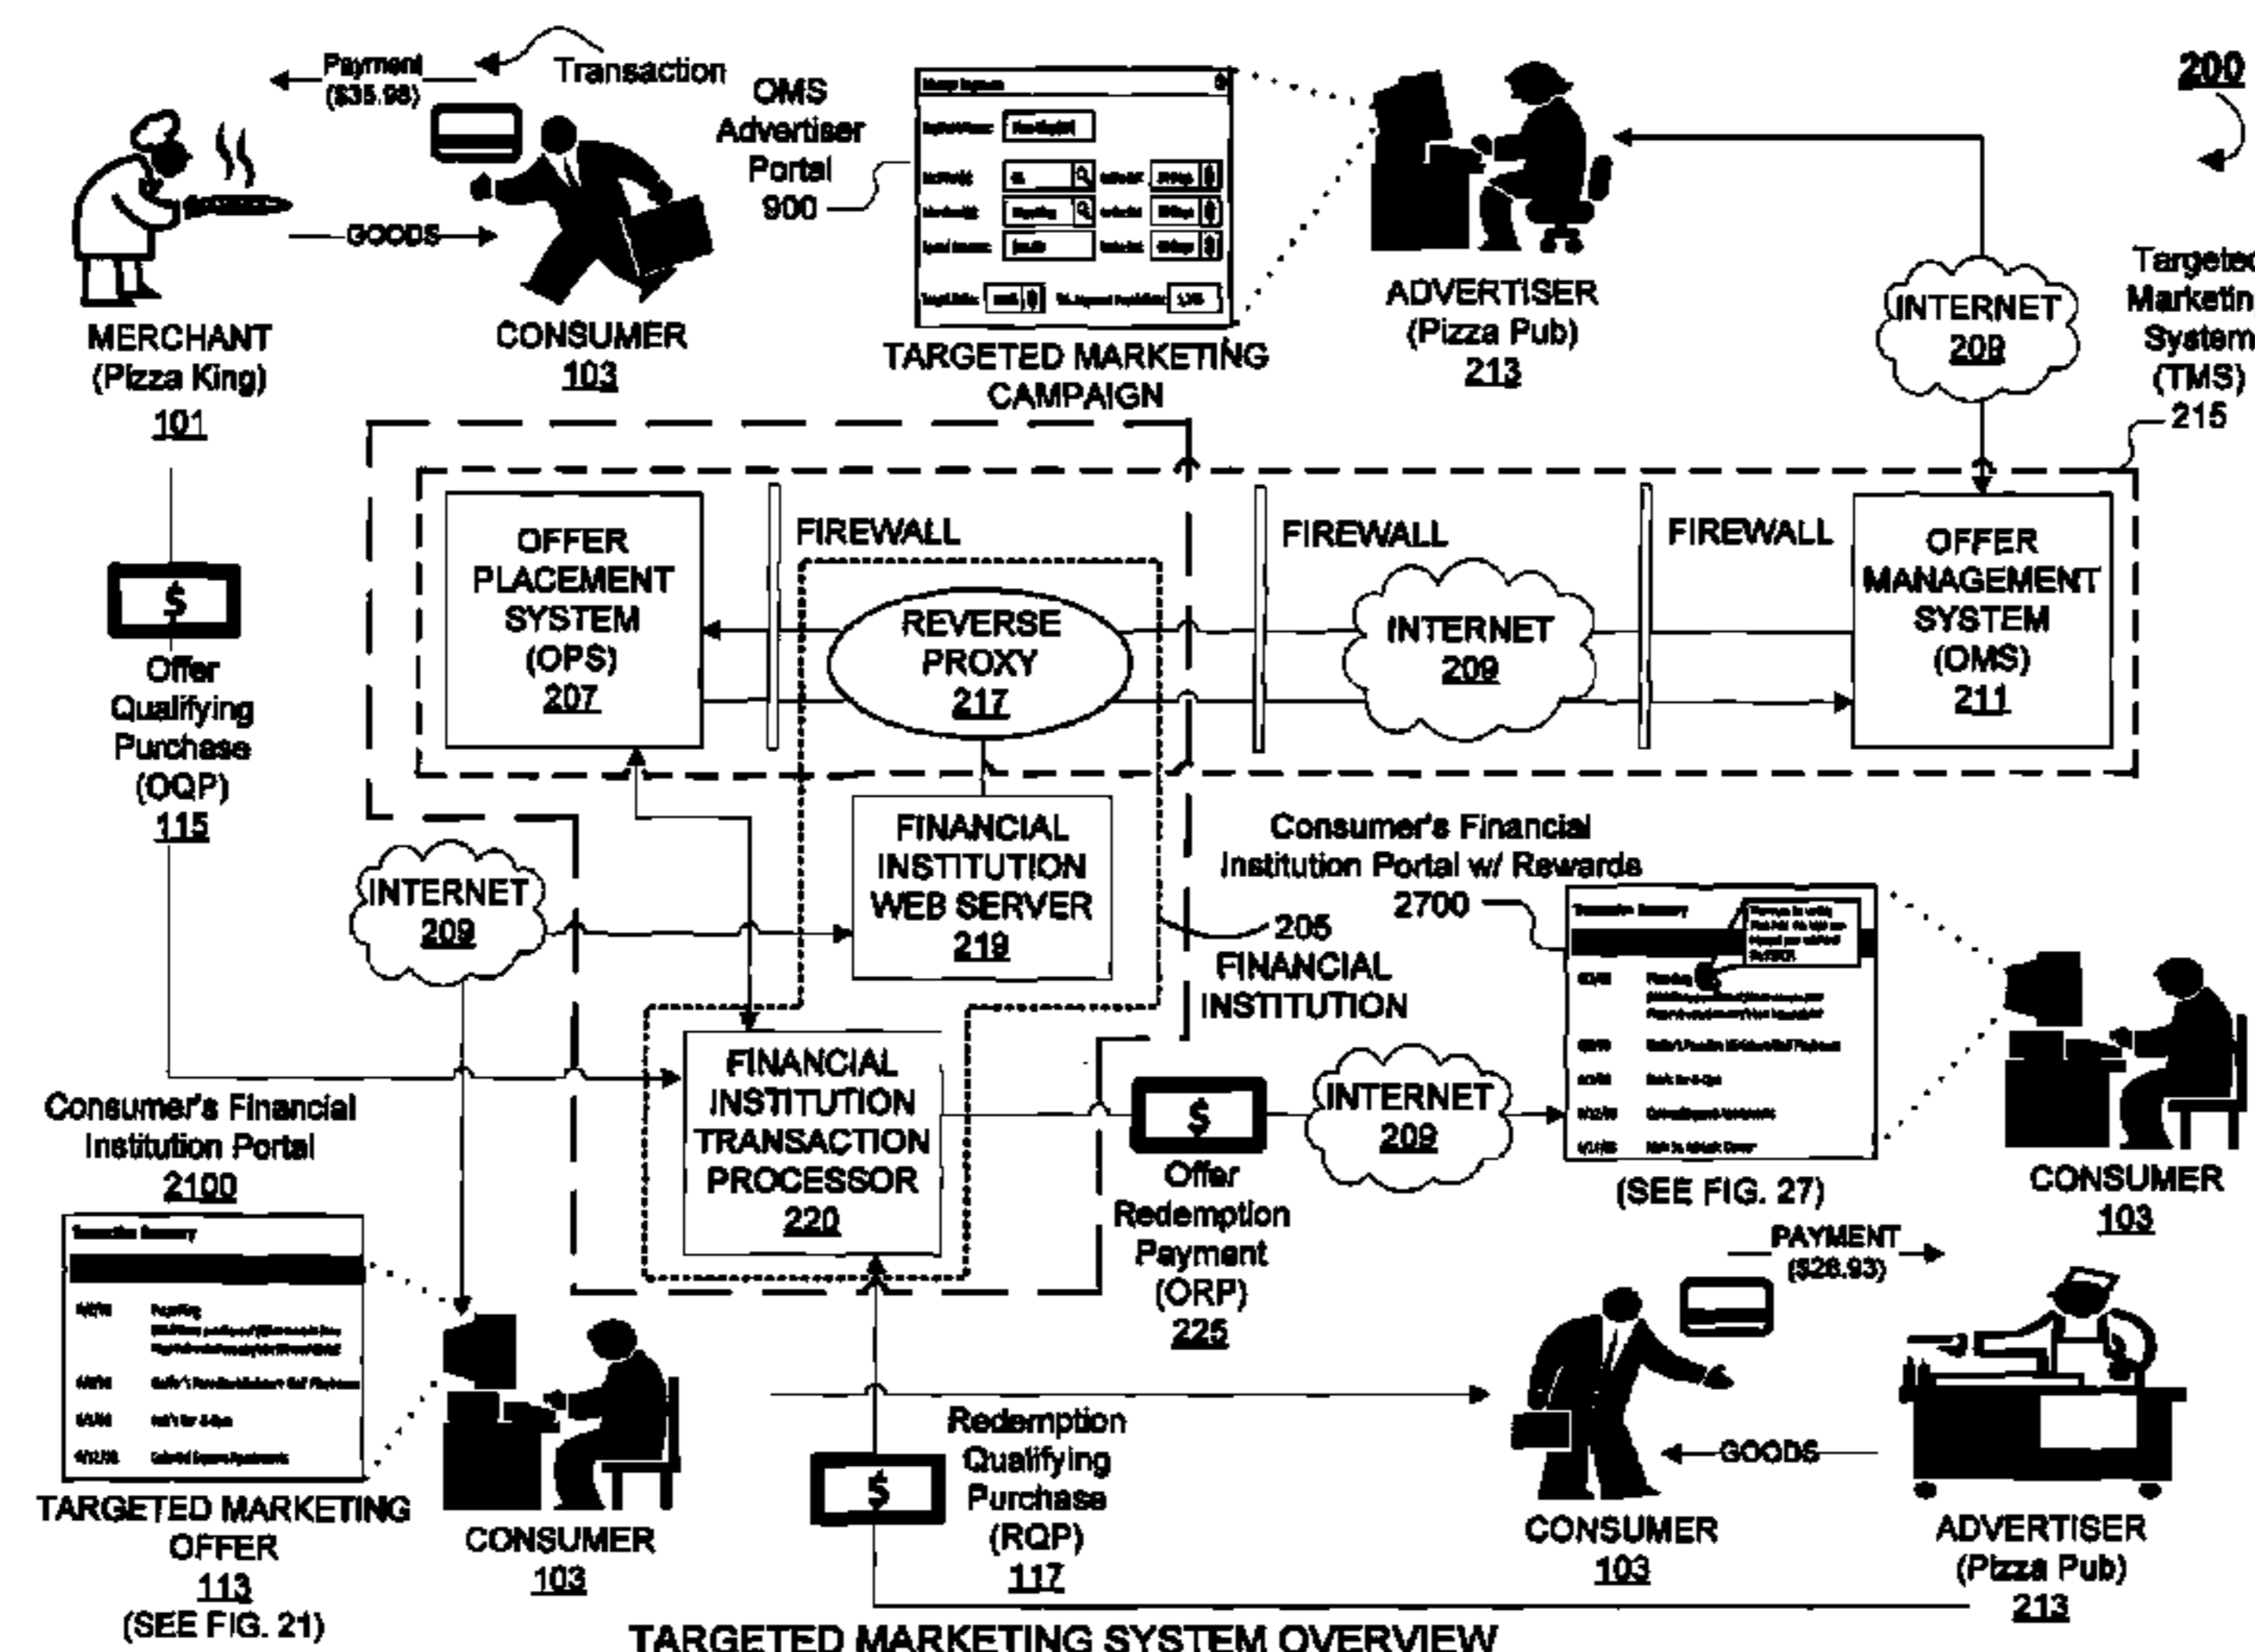 Payment
($35.98)
Transaction
GOODS
MERCHANT
(Pizza King)
101
CONSUMER
103
OMS
Advertiser
Portal
900
TARGETED MARKETING
CAMPAIGN
ADVERTISER
(Pizza Pub)
213
200
INTERNET
209
Targeted
Marketin
System
(TMS)
215
$
Offer
Qualifying
Purchase
(OQP)
115
OFFER
PLACEMENT
SYSTEM
(OPS)
207
FIREWALL
REVERSE
PROXY
217
FIREWALL
INTERNET
209
FIREWALL
OFFER
MANAGEMENT
SYSTEM
(OMS)
211
INTERNET
209
FINANCIAL
INSTITUTION
WEB SERVER
219
205
FINANCIAL
INSTITUTION
Consumer's Financial
Institution Portal w/ Rewards
2700
Transaction Summary
(SEE FIG. 27)
CONSUMER
103
FINANCIAL
INSTITUTION
TRANSACTION
PROCESSOR
220
$
Offer
Redemption
Payment
(ORP)
225
INTERNET
209
Consumer's Financial
Institution Portal
2100
Transaction Summary
TARGETED MARKETING
OFFER
113
(SEE FIG. 21)
CONSUMER
103
$
Redemption
Qualifying
Purchase
(RQP)
117
PAYMENT
($28.93)
GOODS
CONSUMER
103
ADVERTISER
(Pizza Pub)
213
TARGETED MARKETING SYSTEM OVERVIEW